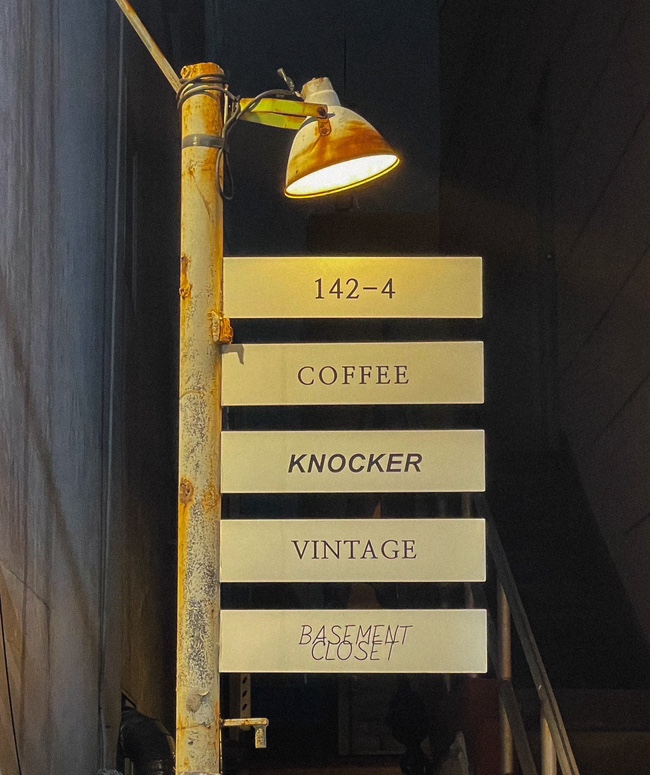 142-4
COFFEE
KNOCKER
VINTAGE
BASEMENT
CLOSET